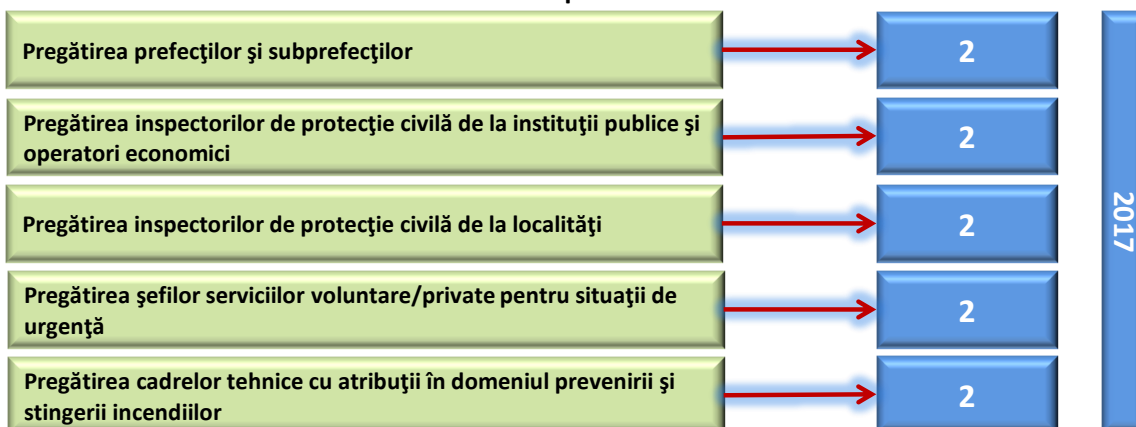 Pregătirea prefecţilor şi subprefecţilor
2
Pregătirea inspectorilor de protecţie civilă de la instituţii publice şi
operatori economici
2
Pregătirea inspectorilor de protecţie civilă de la localităţi
2
Pregătirea şefilor serviciilor voluntare/private pentru situaţii de
urgenţă
2
Pregătirea cadrelor tehnice cu atribuţii în domeniul prevenirii şi
stingerii incendiilor
2
2017